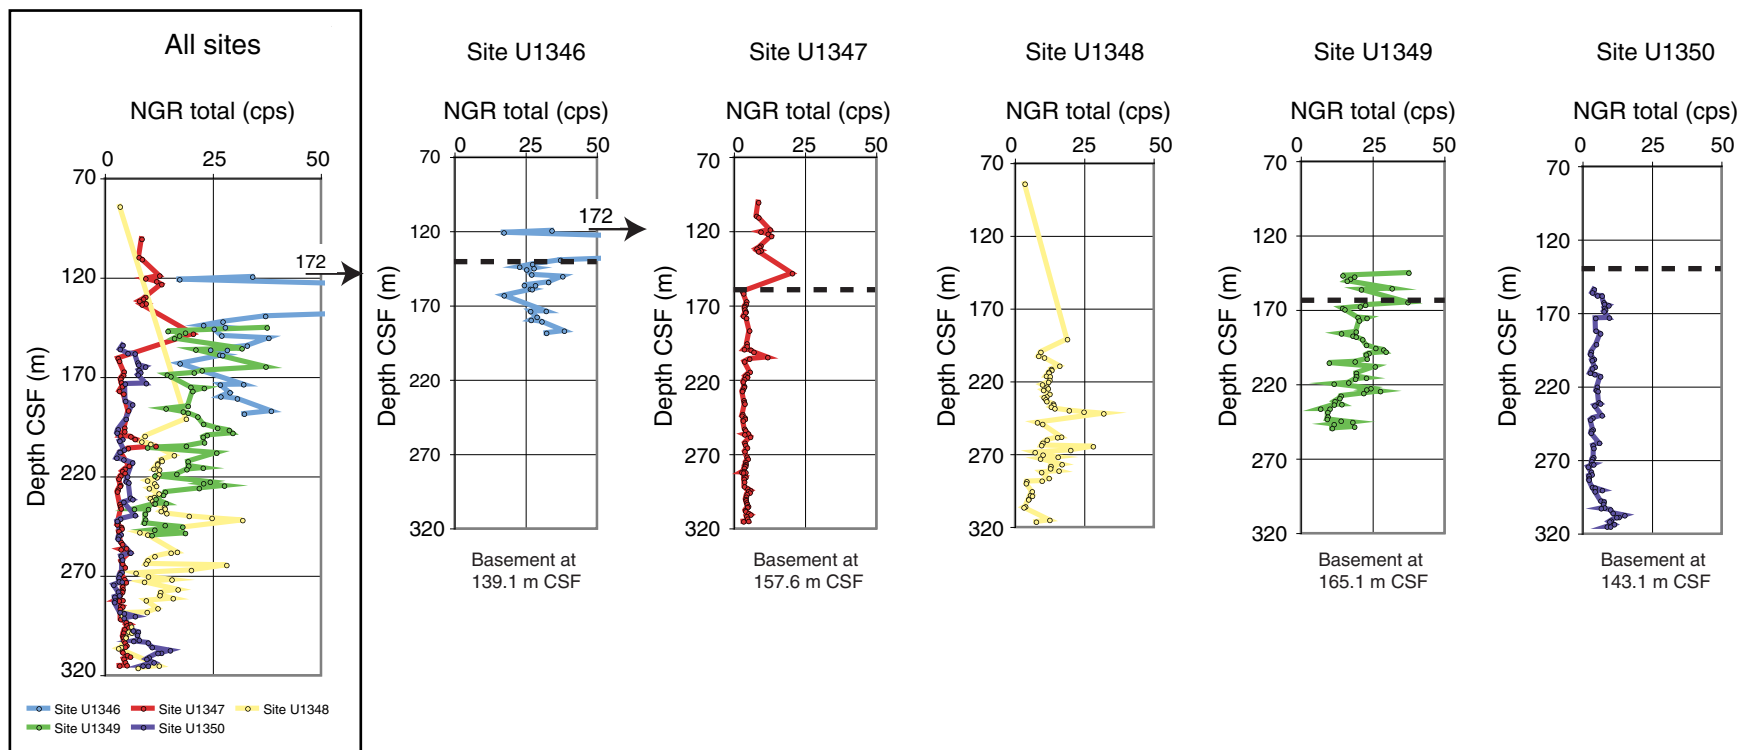 All sites
NGR total (cps)
0 25 50
70
120
170
220
270
320
Depth CSF (m)
172
Site U1346 Site U1347 Site U1348
Site U1349 Site U1350
Site U1346
NGR total (cps)
0 25 50
70
120
170
220
270
320
Depth CSF (m)
172
Basement at
139.1 m CSF
Site U1347
NGR total (cps)
0 25 50
70
120
170
220
270
320
Depth CSF (m)
Basement at
157.6 m CSF
Site U1348
NGR total (cps)
0 25 50
70
120
170
220
270
320
Depth CSF (m)
Site U1349
NGR total (cps)
0 25 50
70
120
170
220
270
320
Depth CSF (m)
Basement at
165.1 m CSF
Site U1350
NGR total (cps)
0 25 50
70
120
170
220
270
320
Depth CSF (m)
Basement at
143.1 m CSF